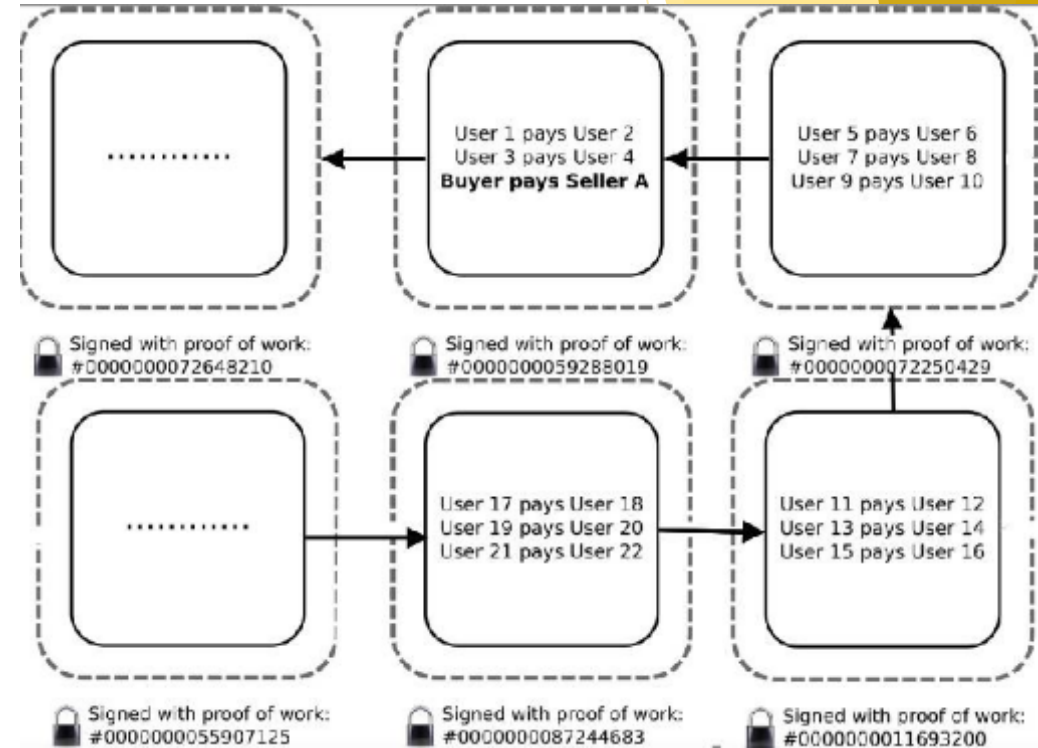 ............
User 1 pays User 2
User 3 pays User 4
Buyer pays Seller A
User 5 pays User 6
User 7 pays User 8
User 9 pays User 10
Signed with proof of work:
#0000000072648210
Signed with proof of work:
#0000000059288019
Signed with proof of work:
#0000000072250429
............
User 17 pays User 18
User 19 pays User 20
User 21 pays User 22
User 11 pays User 12
User 13 pays User 14
User 15 pays User 16
Signed with proof of work:
#0000000055907125
Signed with proof of work:
#0000000087244683
Signed with proof of work:
#0000000011693200